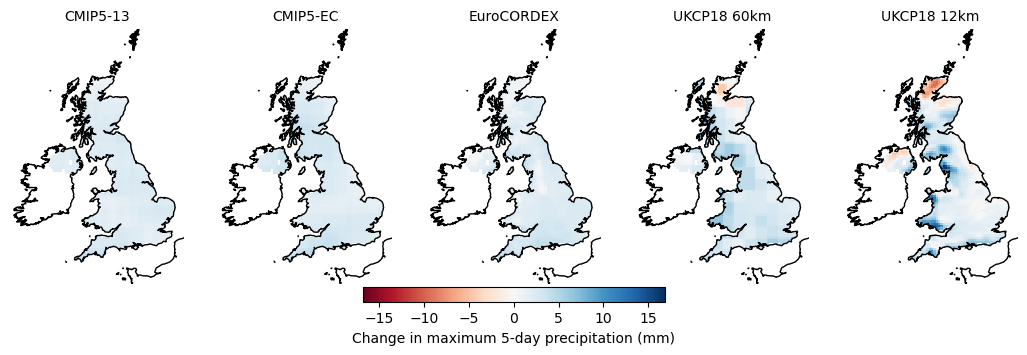 CMIP5-13 CMIP5-EC EuroCORDEX UKCP18 60km UKCP18 12km
−15 −10 −5 0 5 10 15
Change in maximum 5-day precipitation (mm)